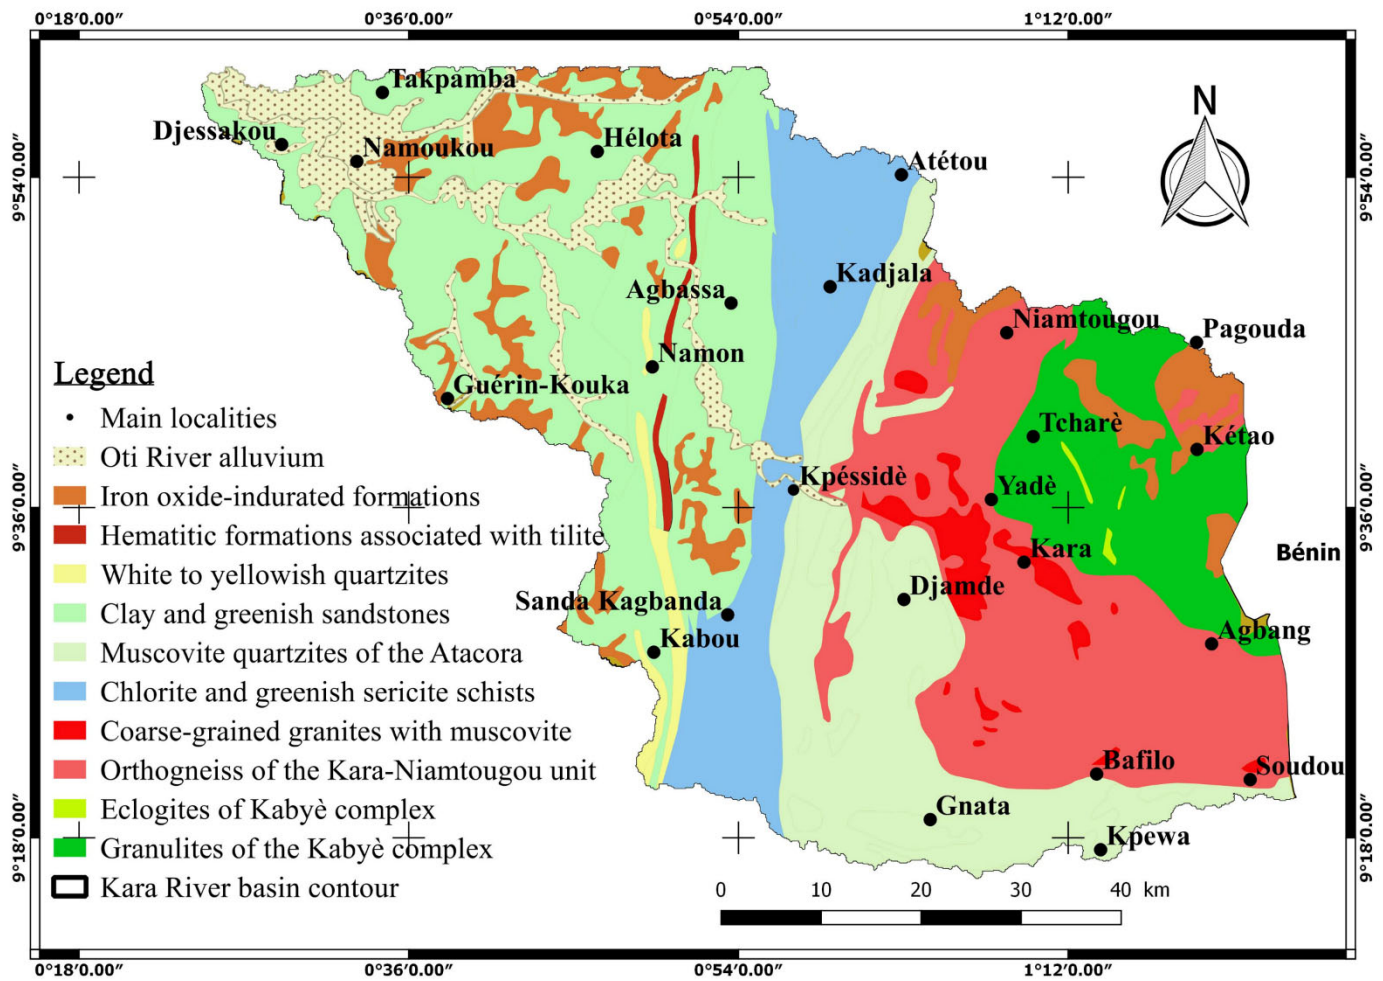 0°18′0.00″ 0°36′0.00″ 0°54′0.00″ 1°12′0.00″
N
Takpamba
Djessakou
Namoukou
Hélota
Atétou
9°54′0.00″
9°54′0.00″
Kadjala
Agbassa
Niamtougou
Pagouda
Namon
Guérin-Kouka
Tcharè
Kétao
Kpéssidè
Yadè
9°36′0.00″
9°36′0.00″
Kara
Bénin
Djamde
Sanda Kagbanda
Kabou
Agbang
Bafilo
Soudou
Gnata
Kpewa
9°18′0.00″
9°18′0.00″
Legend
Main localities
Oti River alluvium
Iron oxide-indurated formations
Hematitic formations associated with tilite
White to yellowish quartzites
Clay and greenish sandstones
Muscovite quartzites of the Atacora
Chlorite and greenish sericite schists
Coarse-grained granites with muscovite
Orthogneiss of the Kara-Niamtougou unit
Eclogites of Kabyè complex
Granulites of the Kabyè complex
Kara River basin contour
0 10 20 30 40 km
0°18′0.00″ 0°36′0.00″ 0°54′0.00″ 1°12′0.00″